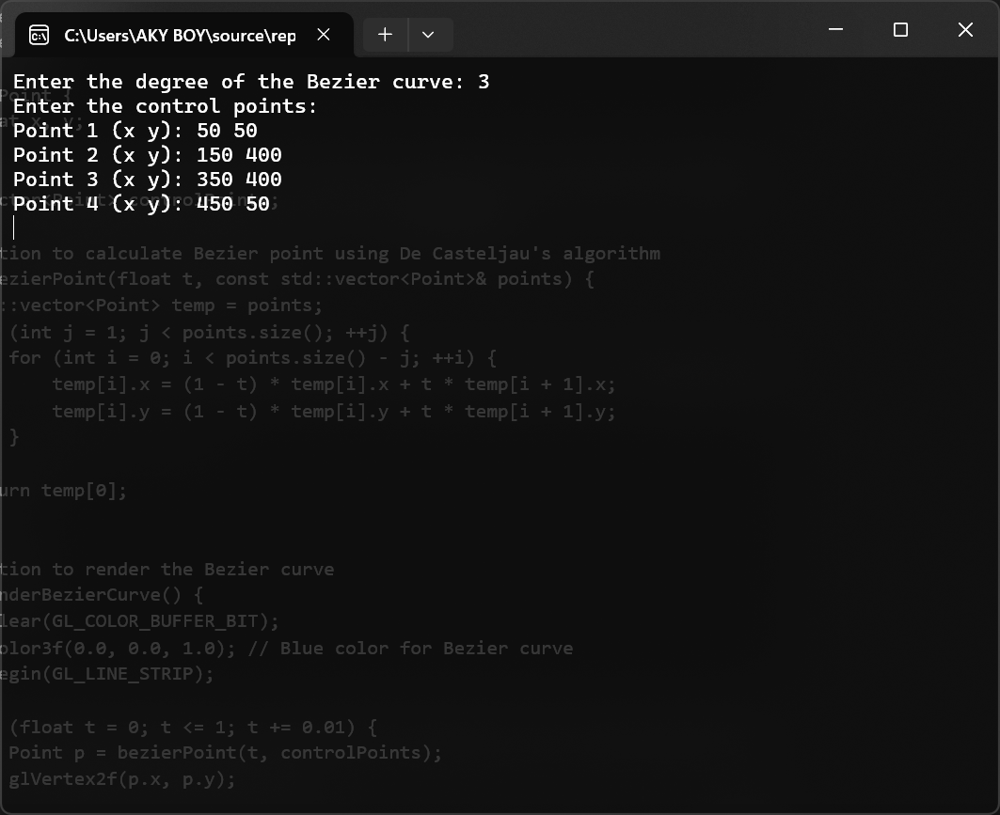 C:\Users\AKY BOY\source\rep
Enter the degree of the Bezier curve: 3
Point {
Enter the control points:
at x, y;
Point 1 (x y): 50 50
Point 2 (x y): 150 400
Point 3 (x y): 350 400
Point 4 (x y): 450 50
ctor<Point> controlPoints;
tion to calculate Bezier point using De Casteljau's algorithm
ezierPoint(float t, const std::vector<Point>& points) {
::vector<Point> temp = points;
(int j = 1; j < points.size(); ++j) {
for (int i = 0; i < points.size() - j; ++i) {
temp[i].x = (1 - t) * temp[i].x + t * temp[i + 1].x;
temp[i].y = (1 - t) * temp[i].y + t * temp[i + 1].y;
}
urn temp[0];
tion to render the Bezier curve
nderBezierCurve() {
lear(GL_COLOR_BUFFER_BIT);
olor3f(0.0, 0.0, 1.0); // Blue color for Bezier curve
egin(GL_LINE_STRIP);
(float t = 0; t <= 1; t += 0.01) {
Point p = bezierPoint(t, controlPoints);
glVertex2f(p.x, p.y);